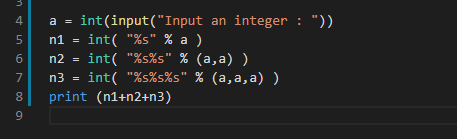 3
4 a = int(input("Input an integer : "))
5 n1 = int( "%s" % a )
6 n2 = int( "%s%s" % (a,a) )
7 n3 = int( "%s%s%s" % (a,a,a) )
8 print (n1+n2+n3)
9